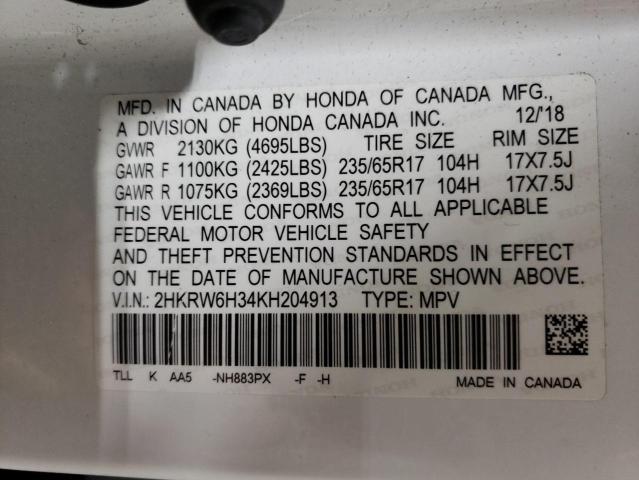 MFD. IN CANADA BY HONDA OF CANADA MFG.,
A DIVISION OF HONDA CANADA INC. 12/'18
GVWR 2130KG (4695LBS) TIRE SIZE RIM SIZE
GAWR F 1100KG (2425LBS) 235/65R17 104H 17X7.5J
GAWR R 1075KG (2369LBS) 235/65R17 104H 17X7.5J
THIS VEHICLE CONFORMS TO ALL APPLICABLE
FEDERAL MOTOR VEHICLE SAFETY
AND THEFT PREVENTION STANDARDS IN EFFECT
ON THE DATE OF MANUFACTURE SHOWN ABOVE.
V.I.N.: 2HKRW6H34KH204913 TYPE: MPV
TLL K AA5 -NH883PX -F -H MADE IN CANADA